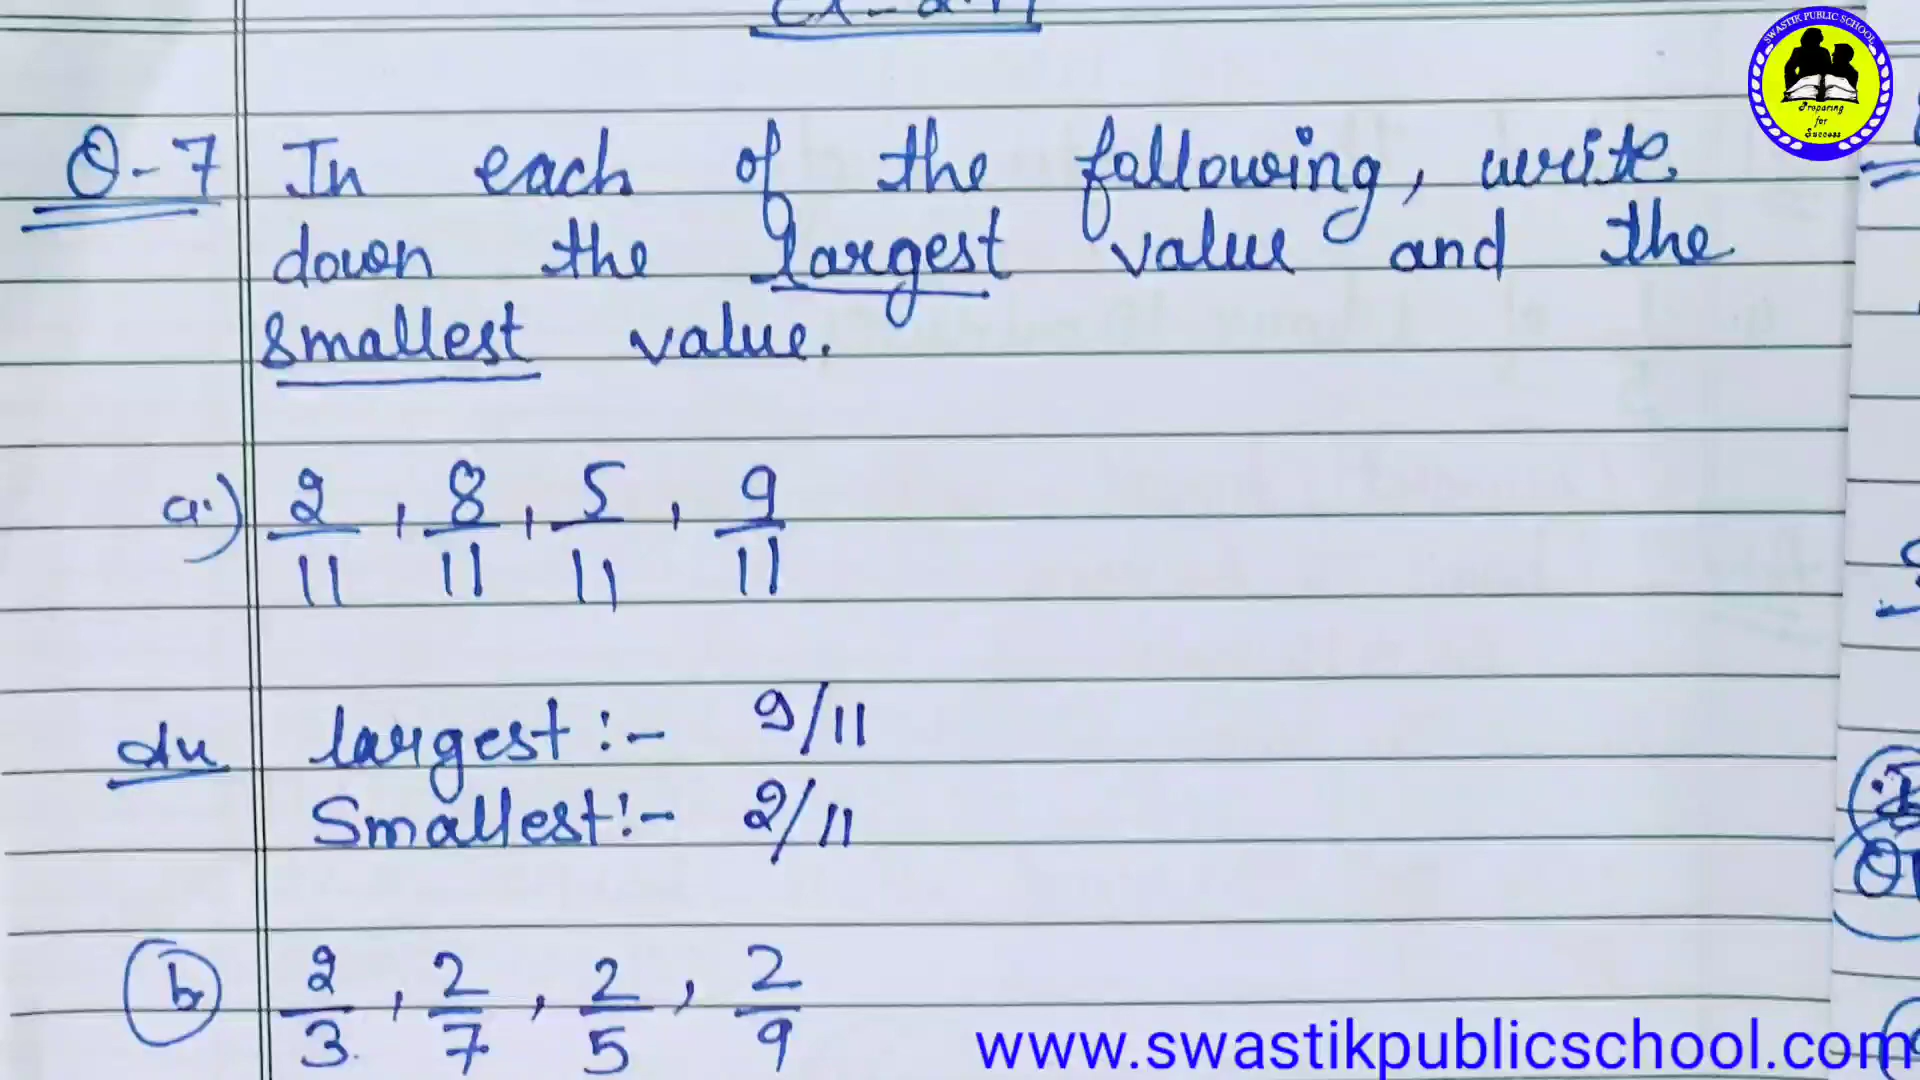 SWASTIK PUBLIC SCHOOL
Preparing
for
Success
Q-7 In each of the following, write
down the largest value and the
smallest value.
a.) 2/11 , 8/11 , 5/11 , 9/11
largest :- 9/11
Smallest :- 2/11
b 2/3 , 2/7 , 2/5 , 2/9
www.swastikpublicschool.com